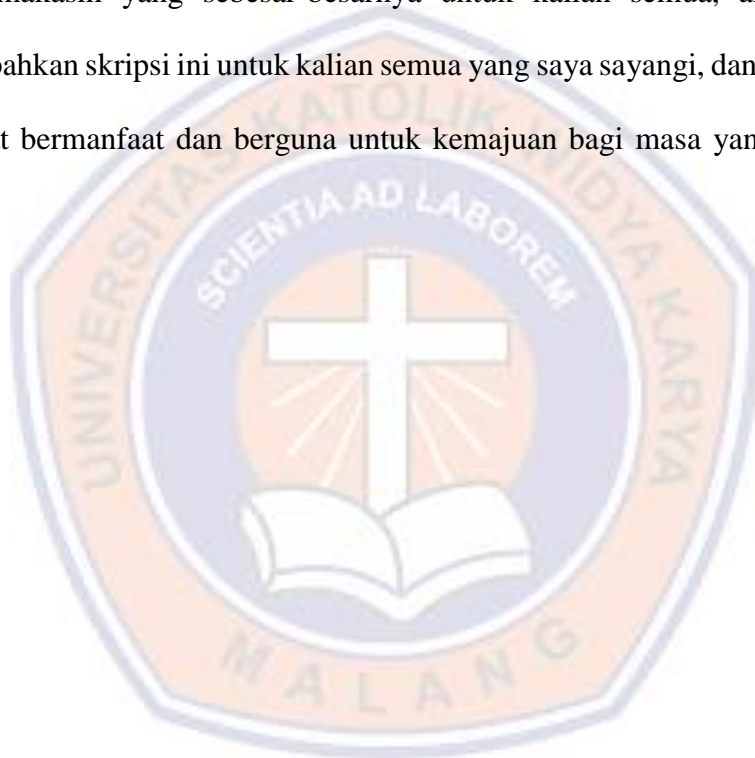 yang sebesar-besarnya untuk kalian semua,
skripsi ini untuk kalian semua yang saya sayangi, dan
bermanfaat dan berguna untuk kemajuan bagi masa
UNIVERSITAS KATOLIK WIDYA KARYA
SCIENTIA AD LABOREM
MALANG